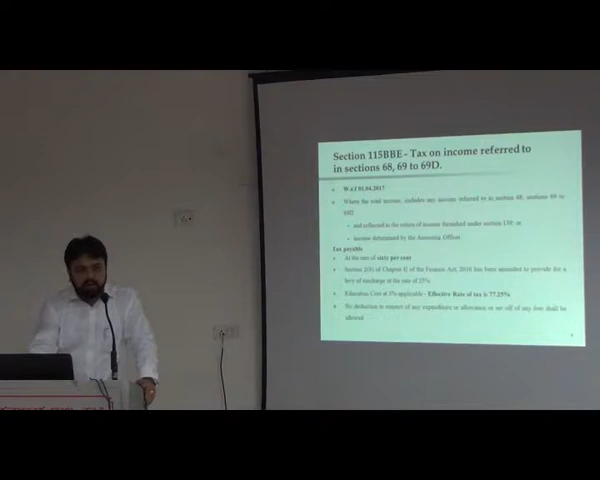 Section 115BBE - Tax on income referred to
in sections 68, 69 to 69D.
W.e.f 01.04.2017
Where the total income, includes any income referred to in section 68, sections 69 to
69D
and reflected in the return of income furnished under section 139; or
income determined by the Assessing Officer
Tax payable
At the rate of sixty per cent
Section 2(9) of Chapter II of the Finance Act, 2016 has been amended to provide for a
levy of surcharge at the rate of 25%
Education Cess at 3% applicable - Effective Rate of tax is 77.25%
No deduction in respect of any expenditure or allowance or set off of any loss shall be
allowed